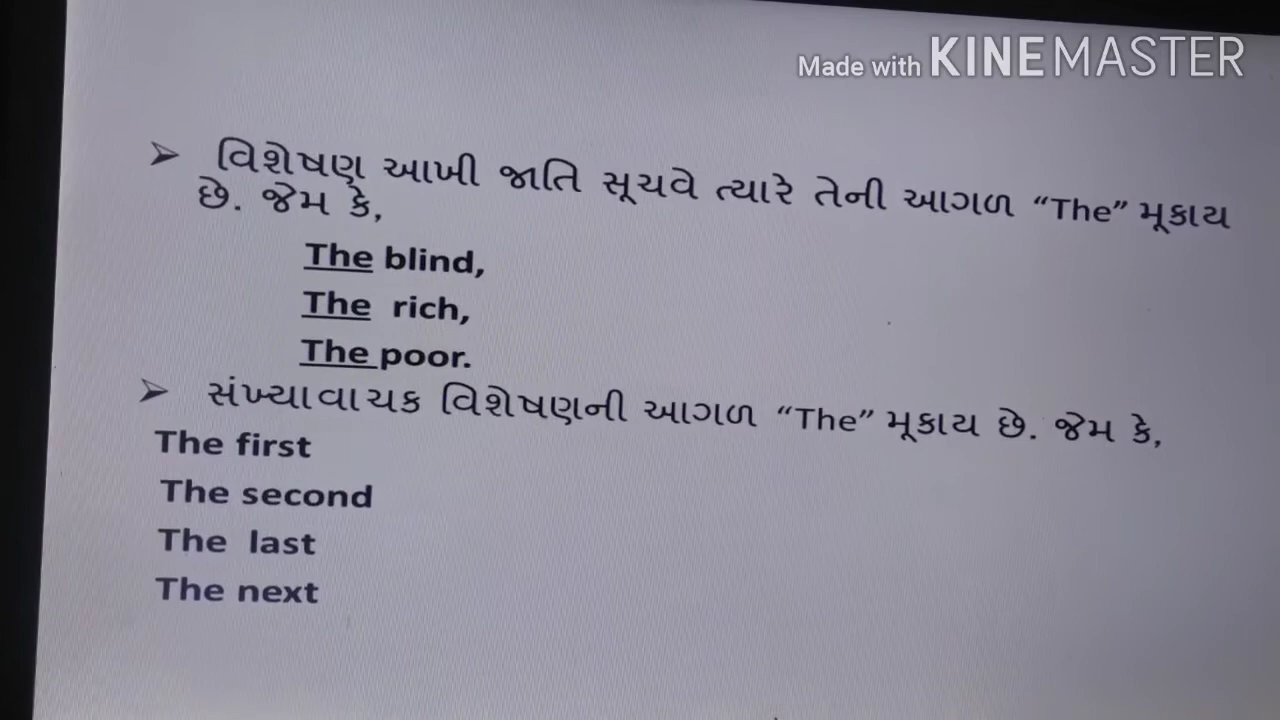 Made with KINEMASTER
➢ વિશેષણ આખી જાતિ સૂચવે ત્યારે તેની આગળ “The” મૂકાય
છે. જેમ કે,
The blind,
The rich,
The poor.
➢ સંખ્યાવાચક વિશેષણની આગળ “The” મૂકાય છે. જેમ કે,
The first
The second
The last
The next